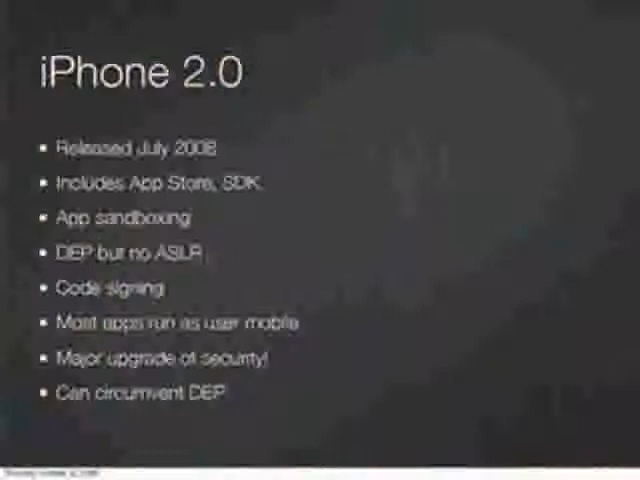 iPhone 2.0
• Released July 2008
• Includes App Store, SDK
• App sandboxing
• DEP but no ASLR
• Code signing
• Most apps run as user mobile
• Major upgrade of security!
• Can circumvent DEP